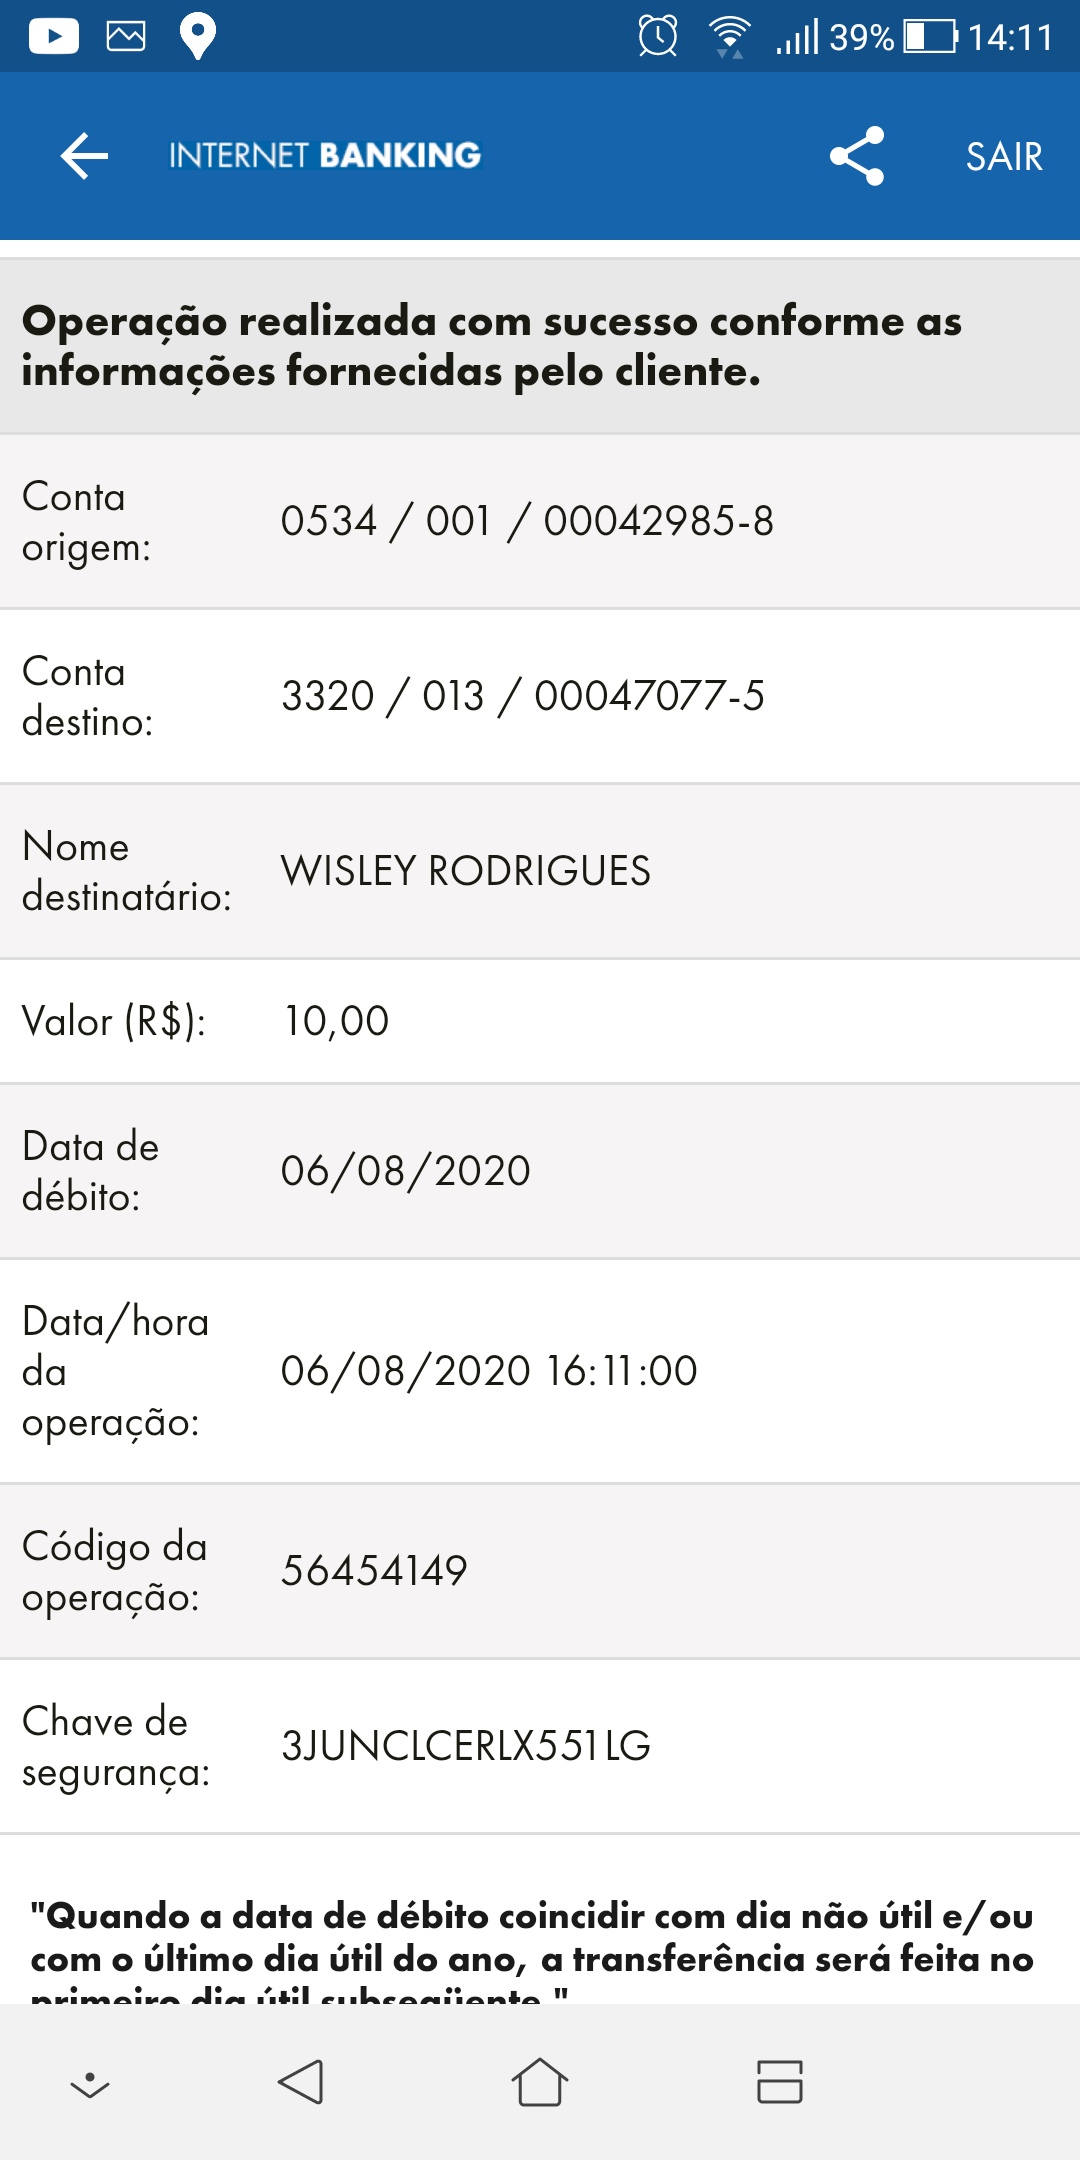 39% 14:11
INTERNET BANKING SAIR
Operação realizada com sucesso conforme as
informações fornecidas pelo cliente.
Conta
origem:
0534 / 001 / 00042985-8
Conta
destino:
3320 / 013 / 00047077-5
Nome
destinatário:
WISLEY RODRIGUES
Valor (R$): 10,00
Data de
débito:
06/08/2020
Data/hora
da
operação:
06/08/2020 16:11:00
Código da
operação:
56454149
Chave de
segurança:
3JUNCLCERLX551LG
"Quando a data de débito coincidir com dia não útil e/ou
com o último dia útil do ano, a transferência será feita no
primeiro dia útil subseqüente."